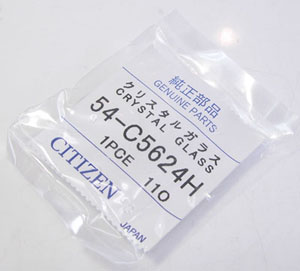 純正部品
GENUINE PARTS
クリスタルガラス
CRYSTAL GLASS
54-C5624H
1PCE 110
CITIZEN
JAPAN